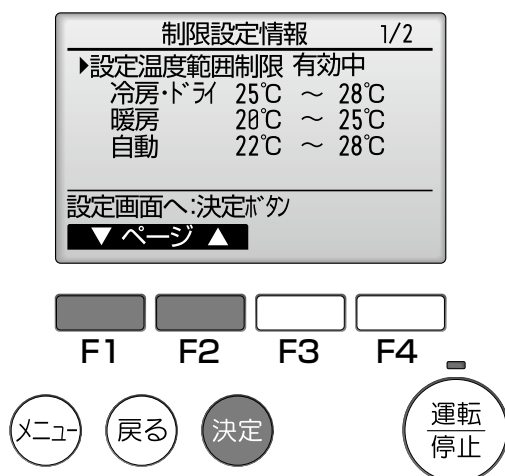 制限設定情報 1/2
▶設定温度範囲制限 有効中
冷房・ドライ 25℃ ～ 28℃
暖房 20℃ ～ 25℃
自動 22℃ ～ 28℃
設定画面へ:決定ボタン
▼ ページ ▲
F1 F2 F3 F4
メニュー 戻る 決定 運転
停止